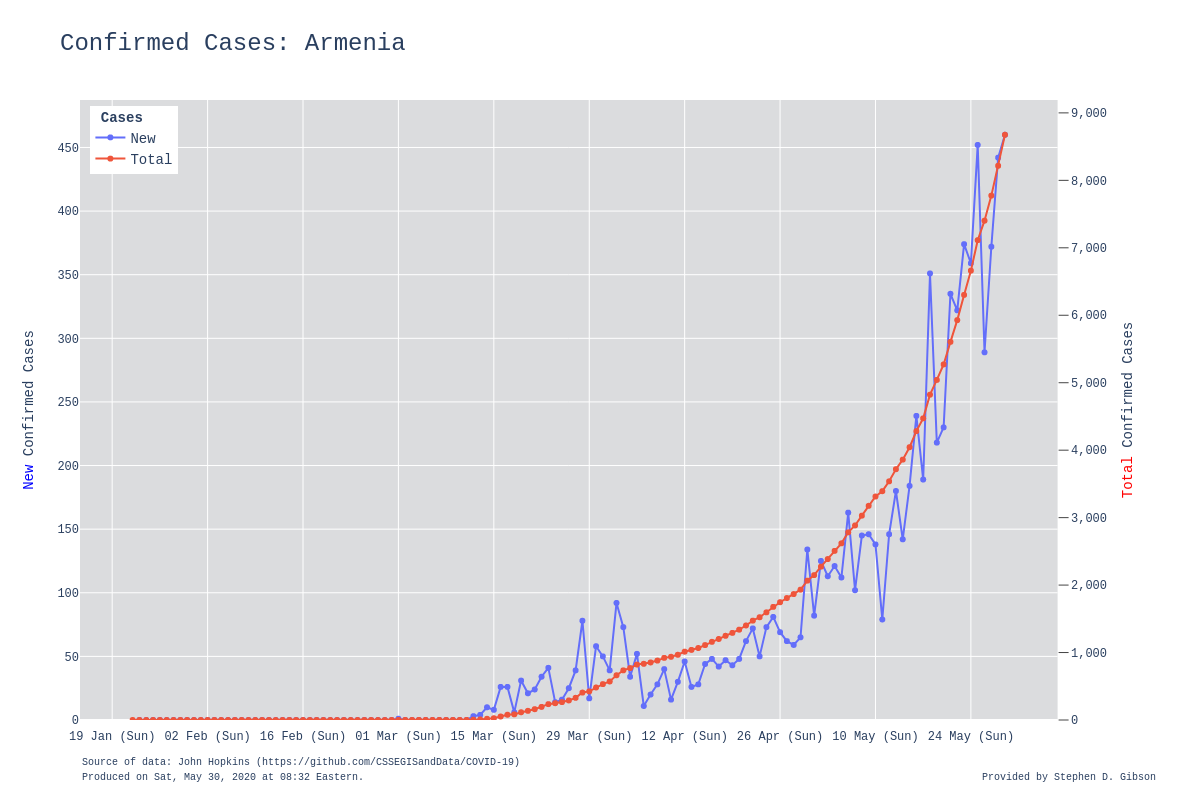 Confirmed Cases: Armenia
Cases
New
Total
450
400
350
300
250
200
150
100
50
0
9,000
8,000
7,000
6,000
5,000
4,000
3,000
2,000
1,000
0
New Confirmed Cases
Total Confirmed Cases
19 Jan (Sun) 02 Feb (Sun) 16 Feb (Sun) 01 Mar (Sun) 15 Mar (Sun) 29 Mar (Sun) 12 Apr (Sun) 26 Apr (Sun) 10 May (Sun) 24 May (Sun)
Source of data: John Hopkins (https://github.com/CSSEGISandData/COVID-19)
Produced on Sat, May 30, 2020 at 08:32 Eastern.
Provided by Stephen D. Gibson